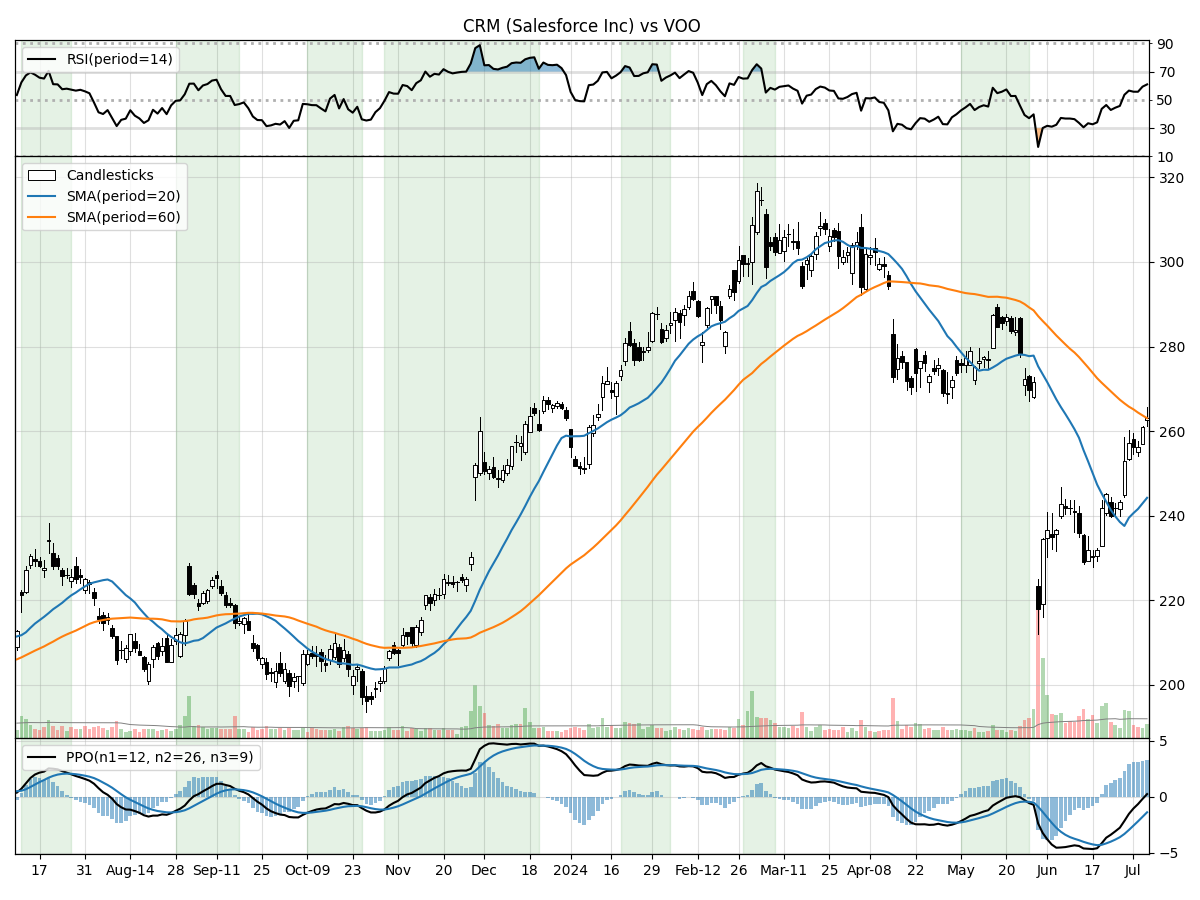 CRM (Salesforce Inc) vs VOO
RSI(period=14)
90
70
50
30
10
Candlesticks
SMA(period=20)
SMA(period=60)
320
300
280
260
240
220
200
PPO(n1=12, n2=26, n3=9)
5
0
−5
17 31 Aug-14 28 Sep-11 25 Oct-09 23 Nov 20 Dec 18 2024 16 29 Feb-12 26 Mar-11 25 Apr-08 22 May 20 Jun 17 Jul